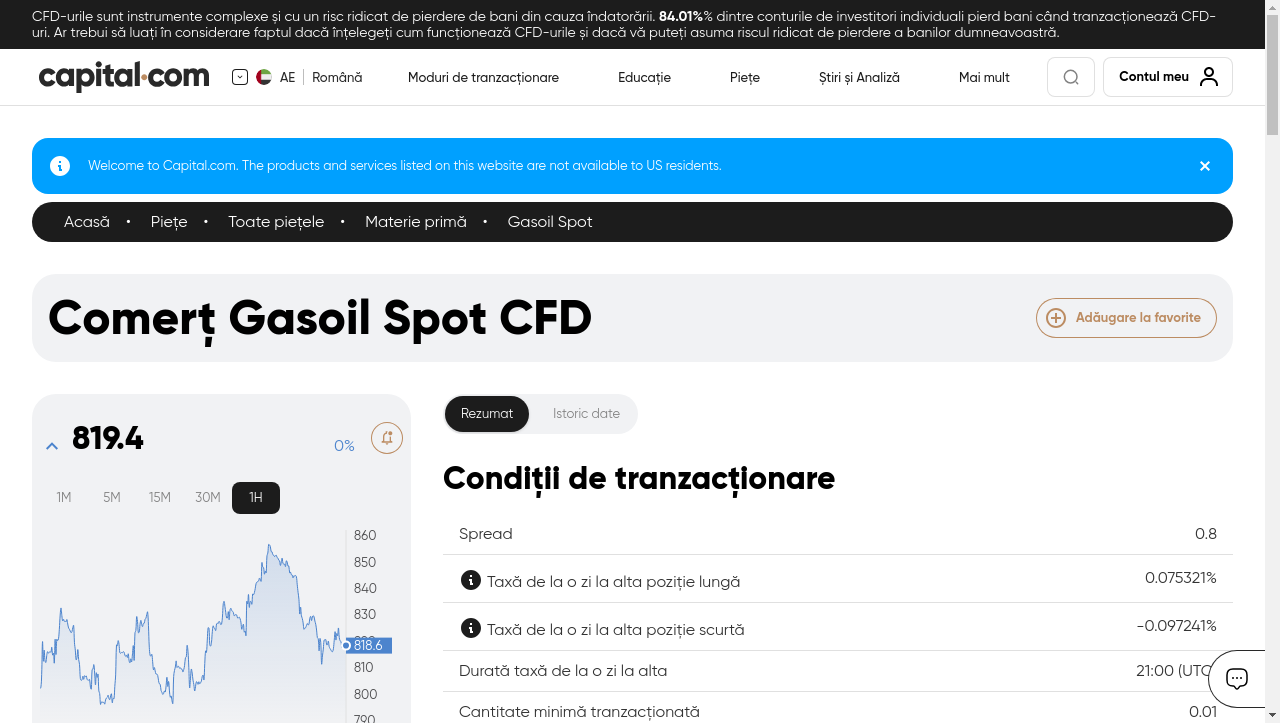 CFD-urile sunt instrumente complexe și cu un risc ridicat de pierdere de bani din cauza îndatorării. 84.01%% dintre conturile de investitori individuali pierd bani când tranzacționează CFD-
uri. Ar trebui să luați în considerare faptul dacă înțelegeți cum funcționează CFD-urile și dacă vă puteți asuma riscul ridicat de pierdere a banilor dumneavoastră.
capital.com
AE
Română
Moduri de tranzacționare
Educație
Piețe
Știri și Analiză
Mai mult
Contul meu
Welcome to Capital.com. The products and services listed on this website are not available to US residents.
Acasă • Piețe • Toate piețele • Materie primă • Gasoil Spot
Comerț Gasoil Spot CFD
Adăugare la favorite
819.4
0%
1M 5M 15M 30M 1H
860
850
840
830
818.6
810
800
790
Rezumat
Istoric date
Condiții de tranzacționare
Spread 0.8
Taxă de la o zi la alta poziție lungă 0.075321%
Taxă de la o zi la alta poziție scurtă -0.097241%
Durată taxă de la o zi la alta 21:00 (UTC)
Cantitate minimă tranzacționată 0.01